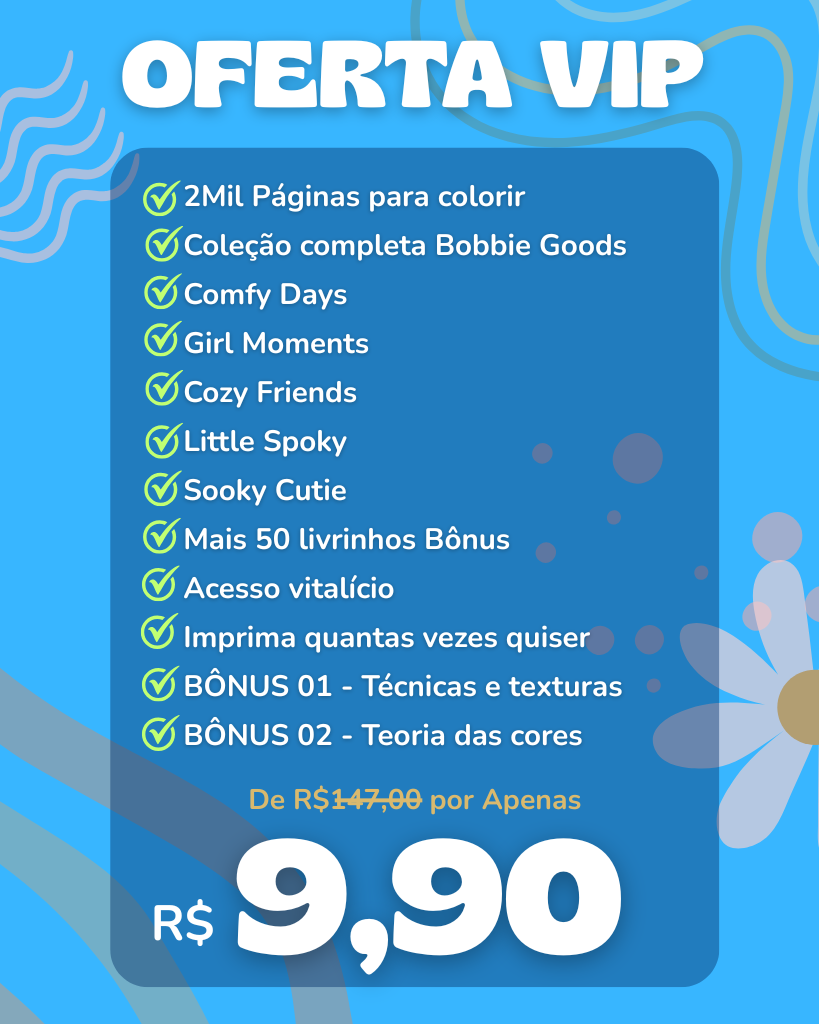 OFERTA VIP
2Mil Páginas para colorir
Coleção completa Bobbie Goods
Comfy Days
Girl Moments
Cozy Friends
Little Spoky
Sooky Cutie
Mais 50 livrinhos Bônus
Acesso vitalício
Imprima quantas vezes quiser
BÔNUS 01 - Técnicas e texturas
BÔNUS 02 - Teoria das cores
De R$147,00 por Apenas
R$ 9,90